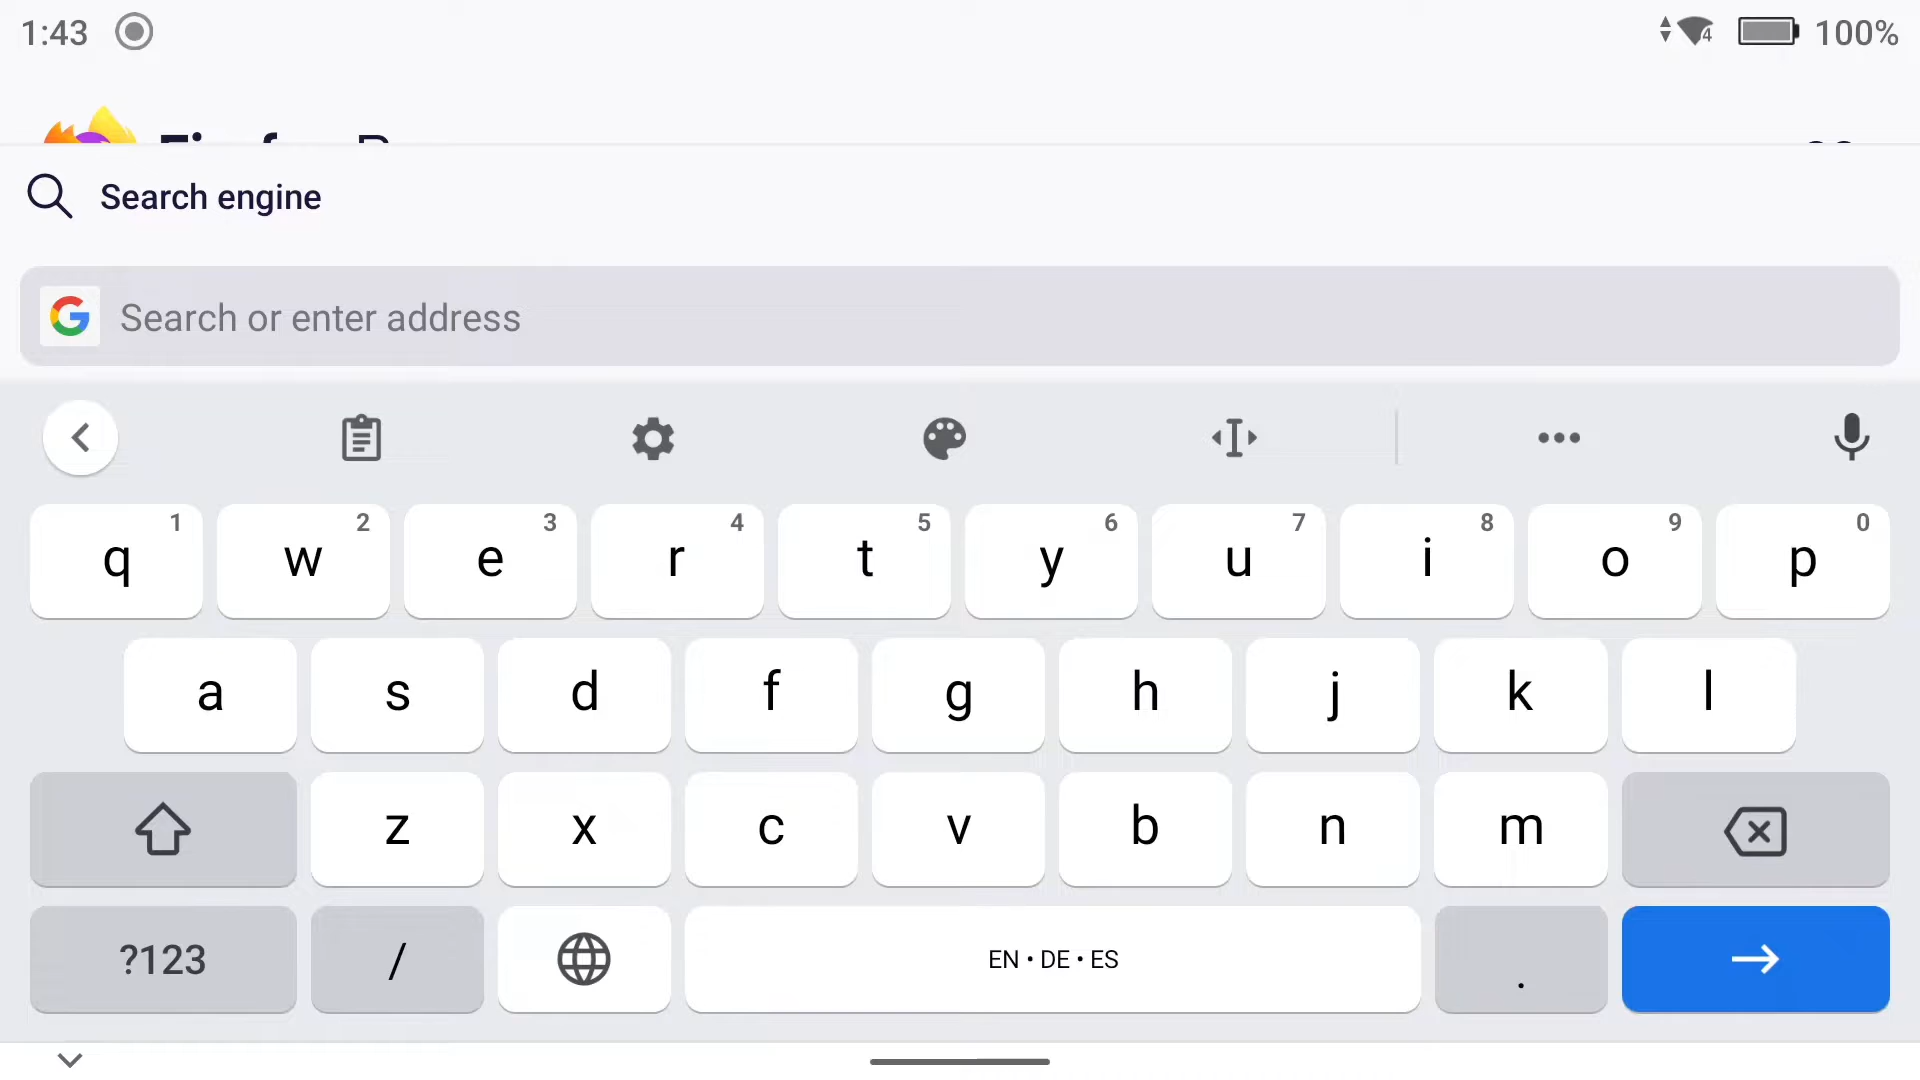 1:43
4
100%
Search engine
Search or enter address
1 2 3 4 5 6 7 8 9 0
q w e r t y u i o p
a s d f g h j k l
z x c v b n m
?123 / EN • DE • ES .